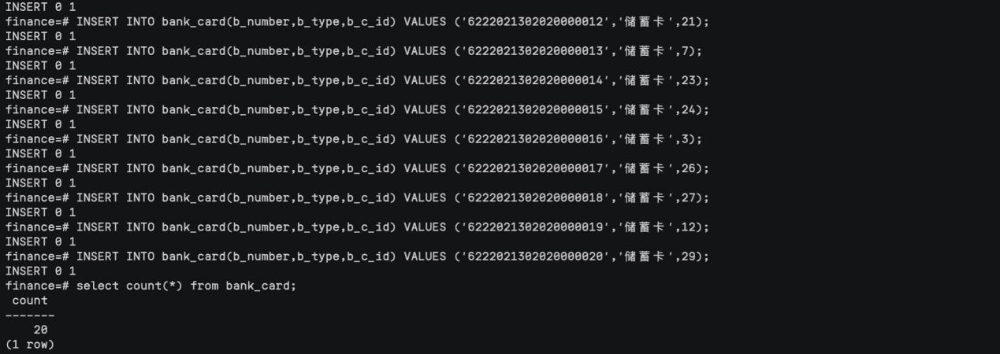 INSERT 0 1
finance=# INSERT INTO bank_card(b_number,b_type,b_c_id) VALUES ('6222021302020000012','储蓄卡',21);
INSERT 0 1
finance=# INSERT INTO bank_card(b_number,b_type,b_c_id) VALUES ('6222021302020000013','储蓄卡',7);
INSERT 0 1
finance=# INSERT INTO bank_card(b_number,b_type,b_c_id) VALUES ('6222021302020000014','储蓄卡',23);
INSERT 0 1
finance=# INSERT INTO bank_card(b_number,b_type,b_c_id) VALUES ('6222021302020000015','储蓄卡',24);
INSERT 0 1
finance=# INSERT INTO bank_card(b_number,b_type,b_c_id) VALUES ('6222021302020000016','储蓄卡',3);
INSERT 0 1
finance=# INSERT INTO bank_card(b_number,b_type,b_c_id) VALUES ('6222021302020000017','储蓄卡',26);
INSERT 0 1
finance=# INSERT INTO bank_card(b_number,b_type,b_c_id) VALUES ('6222021302020000018','储蓄卡',27);
INSERT 0 1
finance=# INSERT INTO bank_card(b_number,b_type,b_c_id) VALUES ('6222021302020000019','储蓄卡',12);
INSERT 0 1
finance=# INSERT INTO bank_card(b_number,b_type,b_c_id) VALUES ('6222021302020000020','储蓄卡',29);
INSERT 0 1
finance=# select count(*) from bank_card;
 count
-------
    20
(1 row)